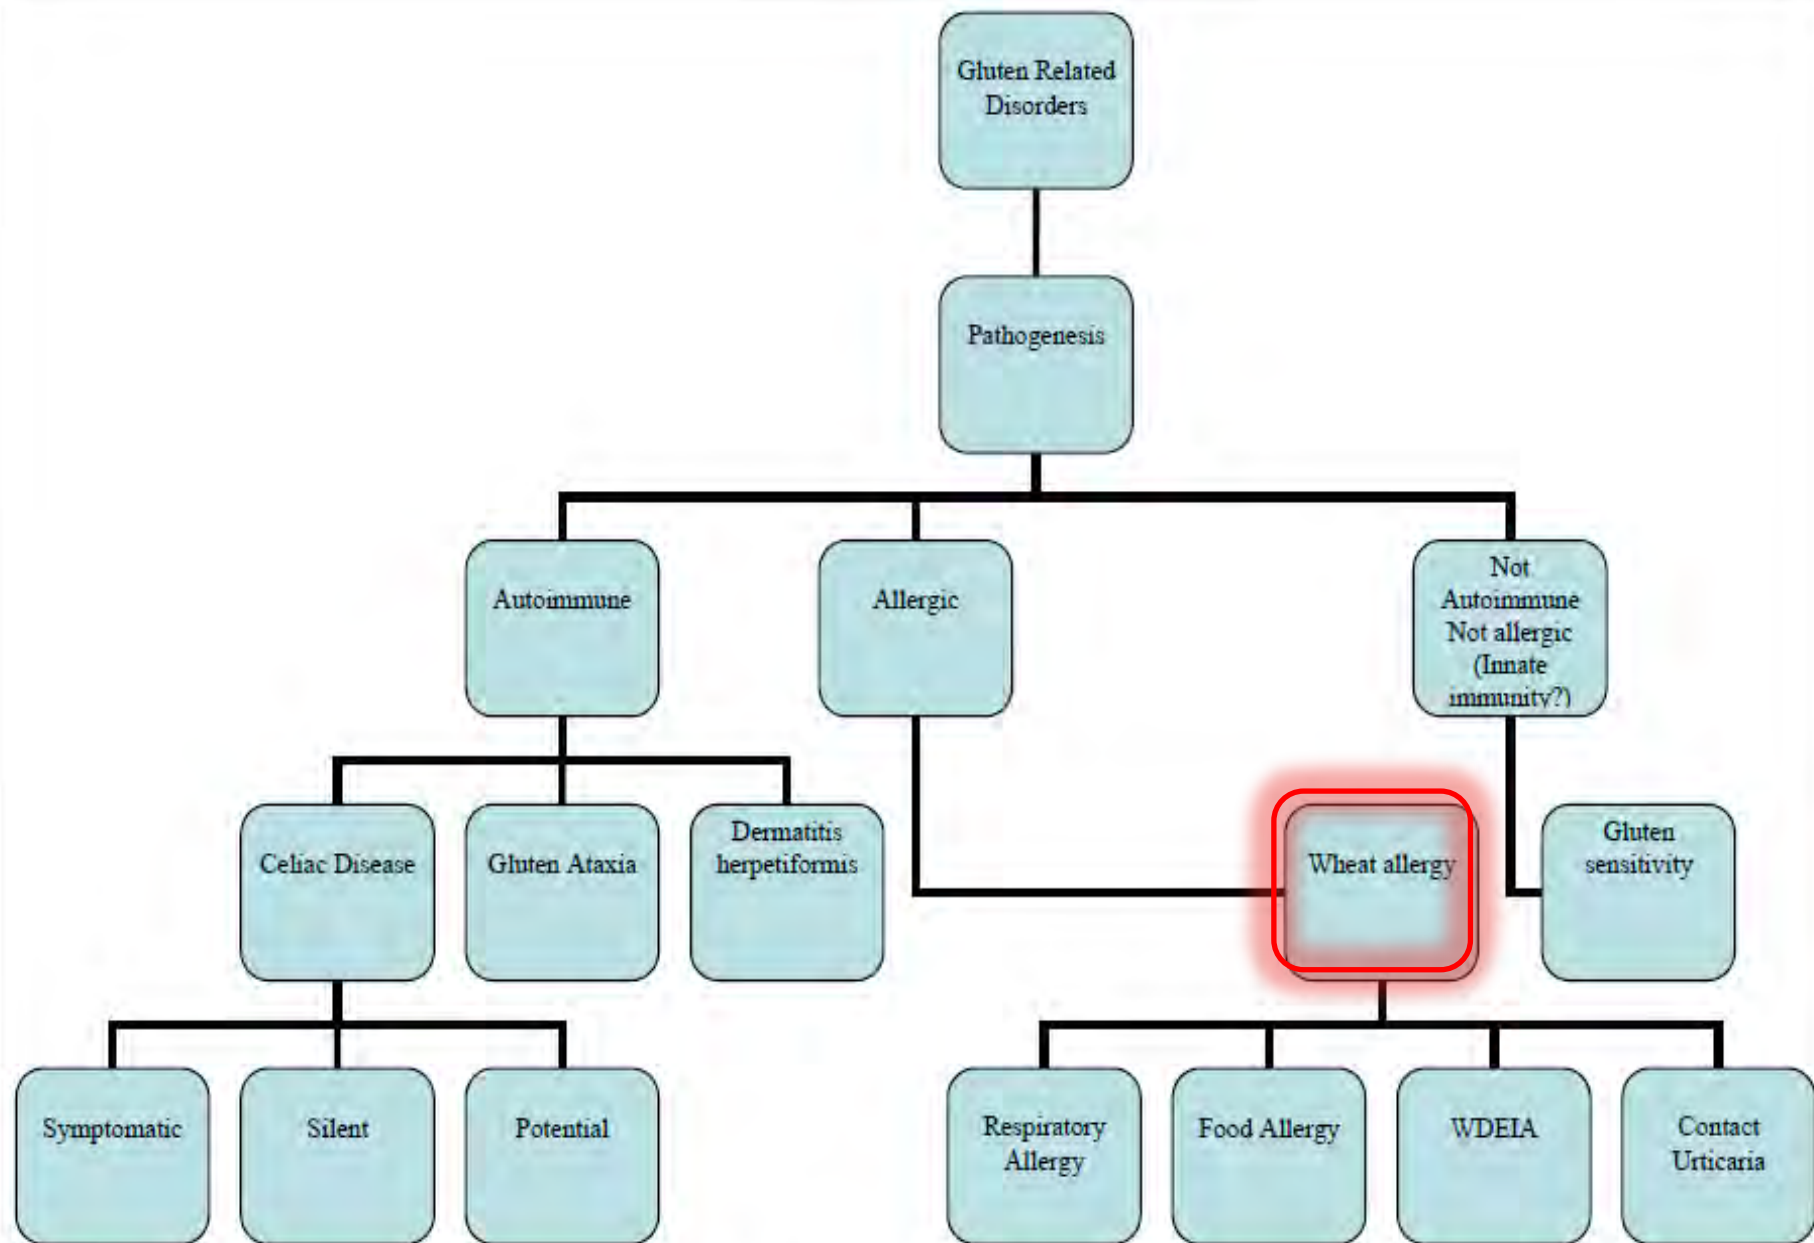 Gluten Related
Disorders
Pathogenesis
Autoimmune
Allergic
Not
Autoimmune
Not allergic
(Innate
immunity?)
Celiac Disease
Gluten Ataxia
Dermatitis
herpetiformis
Wheat allergy
Gluten
sensitivity
Symptomatic
Silent
Potential
Respiratory
Allergy
Food Allergy
WDEIA
Contact
Urticaria